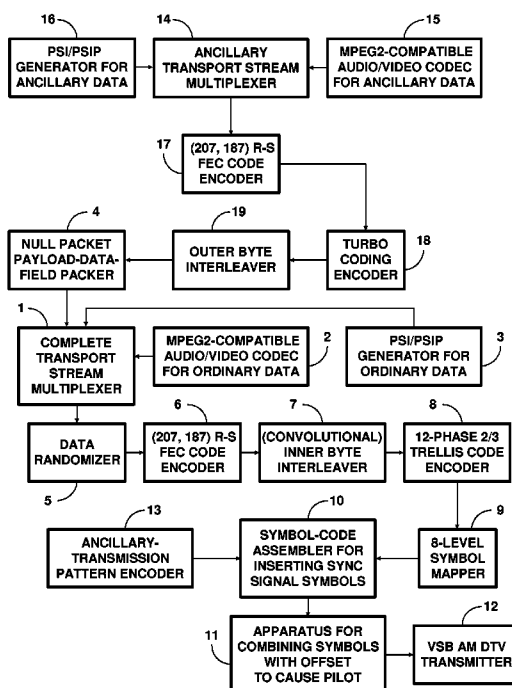 16
14
15
PSI/PSIP
GENERATOR FOR
ANCILLARY DATA
ANCILLARY
TRANSPORT STREAM
MULTIPLEXER
MPEG2-COMPATIBLE
AUDIO/VIDEO CODEC
FOR ANCILLARY DATA
17
(207, 187) R-S
FEC CODE
ENCODER
4
19
18
NULL PACKET
PAYLOAD-DATA-
FIELD PACKER
OUTER BYTE
INTERLEAVER
TURBO
CODING
ENCODER
1
COMPLETE
TRANSPORT
STREAM
MULTIPLEXER
MPEG2-COMPATIBLE
AUDIO/VIDEO CODEC
FOR ORDINARY DATA
2
PSI/PSIP
GENERATOR FOR
ORDINARY DATA
3
6
7
8
DATA
RANDOMIZER
5
(207, 187) R-S
FEC CODE
ENCODER
(CONVOLUTIONAL)
INNER BYTE
INTERLEAVER
12-PHASE 2/3
TRELLIS CODE
ENCODER
13
10
9
ANCILLARY-
TRANSMISSION
PATTERN ENCODER
SYMBOL-CODE
ASSEMBLER FOR
INSERTING SYNC
SIGNAL SYMBOLS
8-LEVEL
SYMBOL
MAPPER
11
12
APPARATUS FOR
COMBINING SYMBOLS
WITH OFFSET
TO CAUSE PILOT
VSB AM DTV
TRANSMITTER